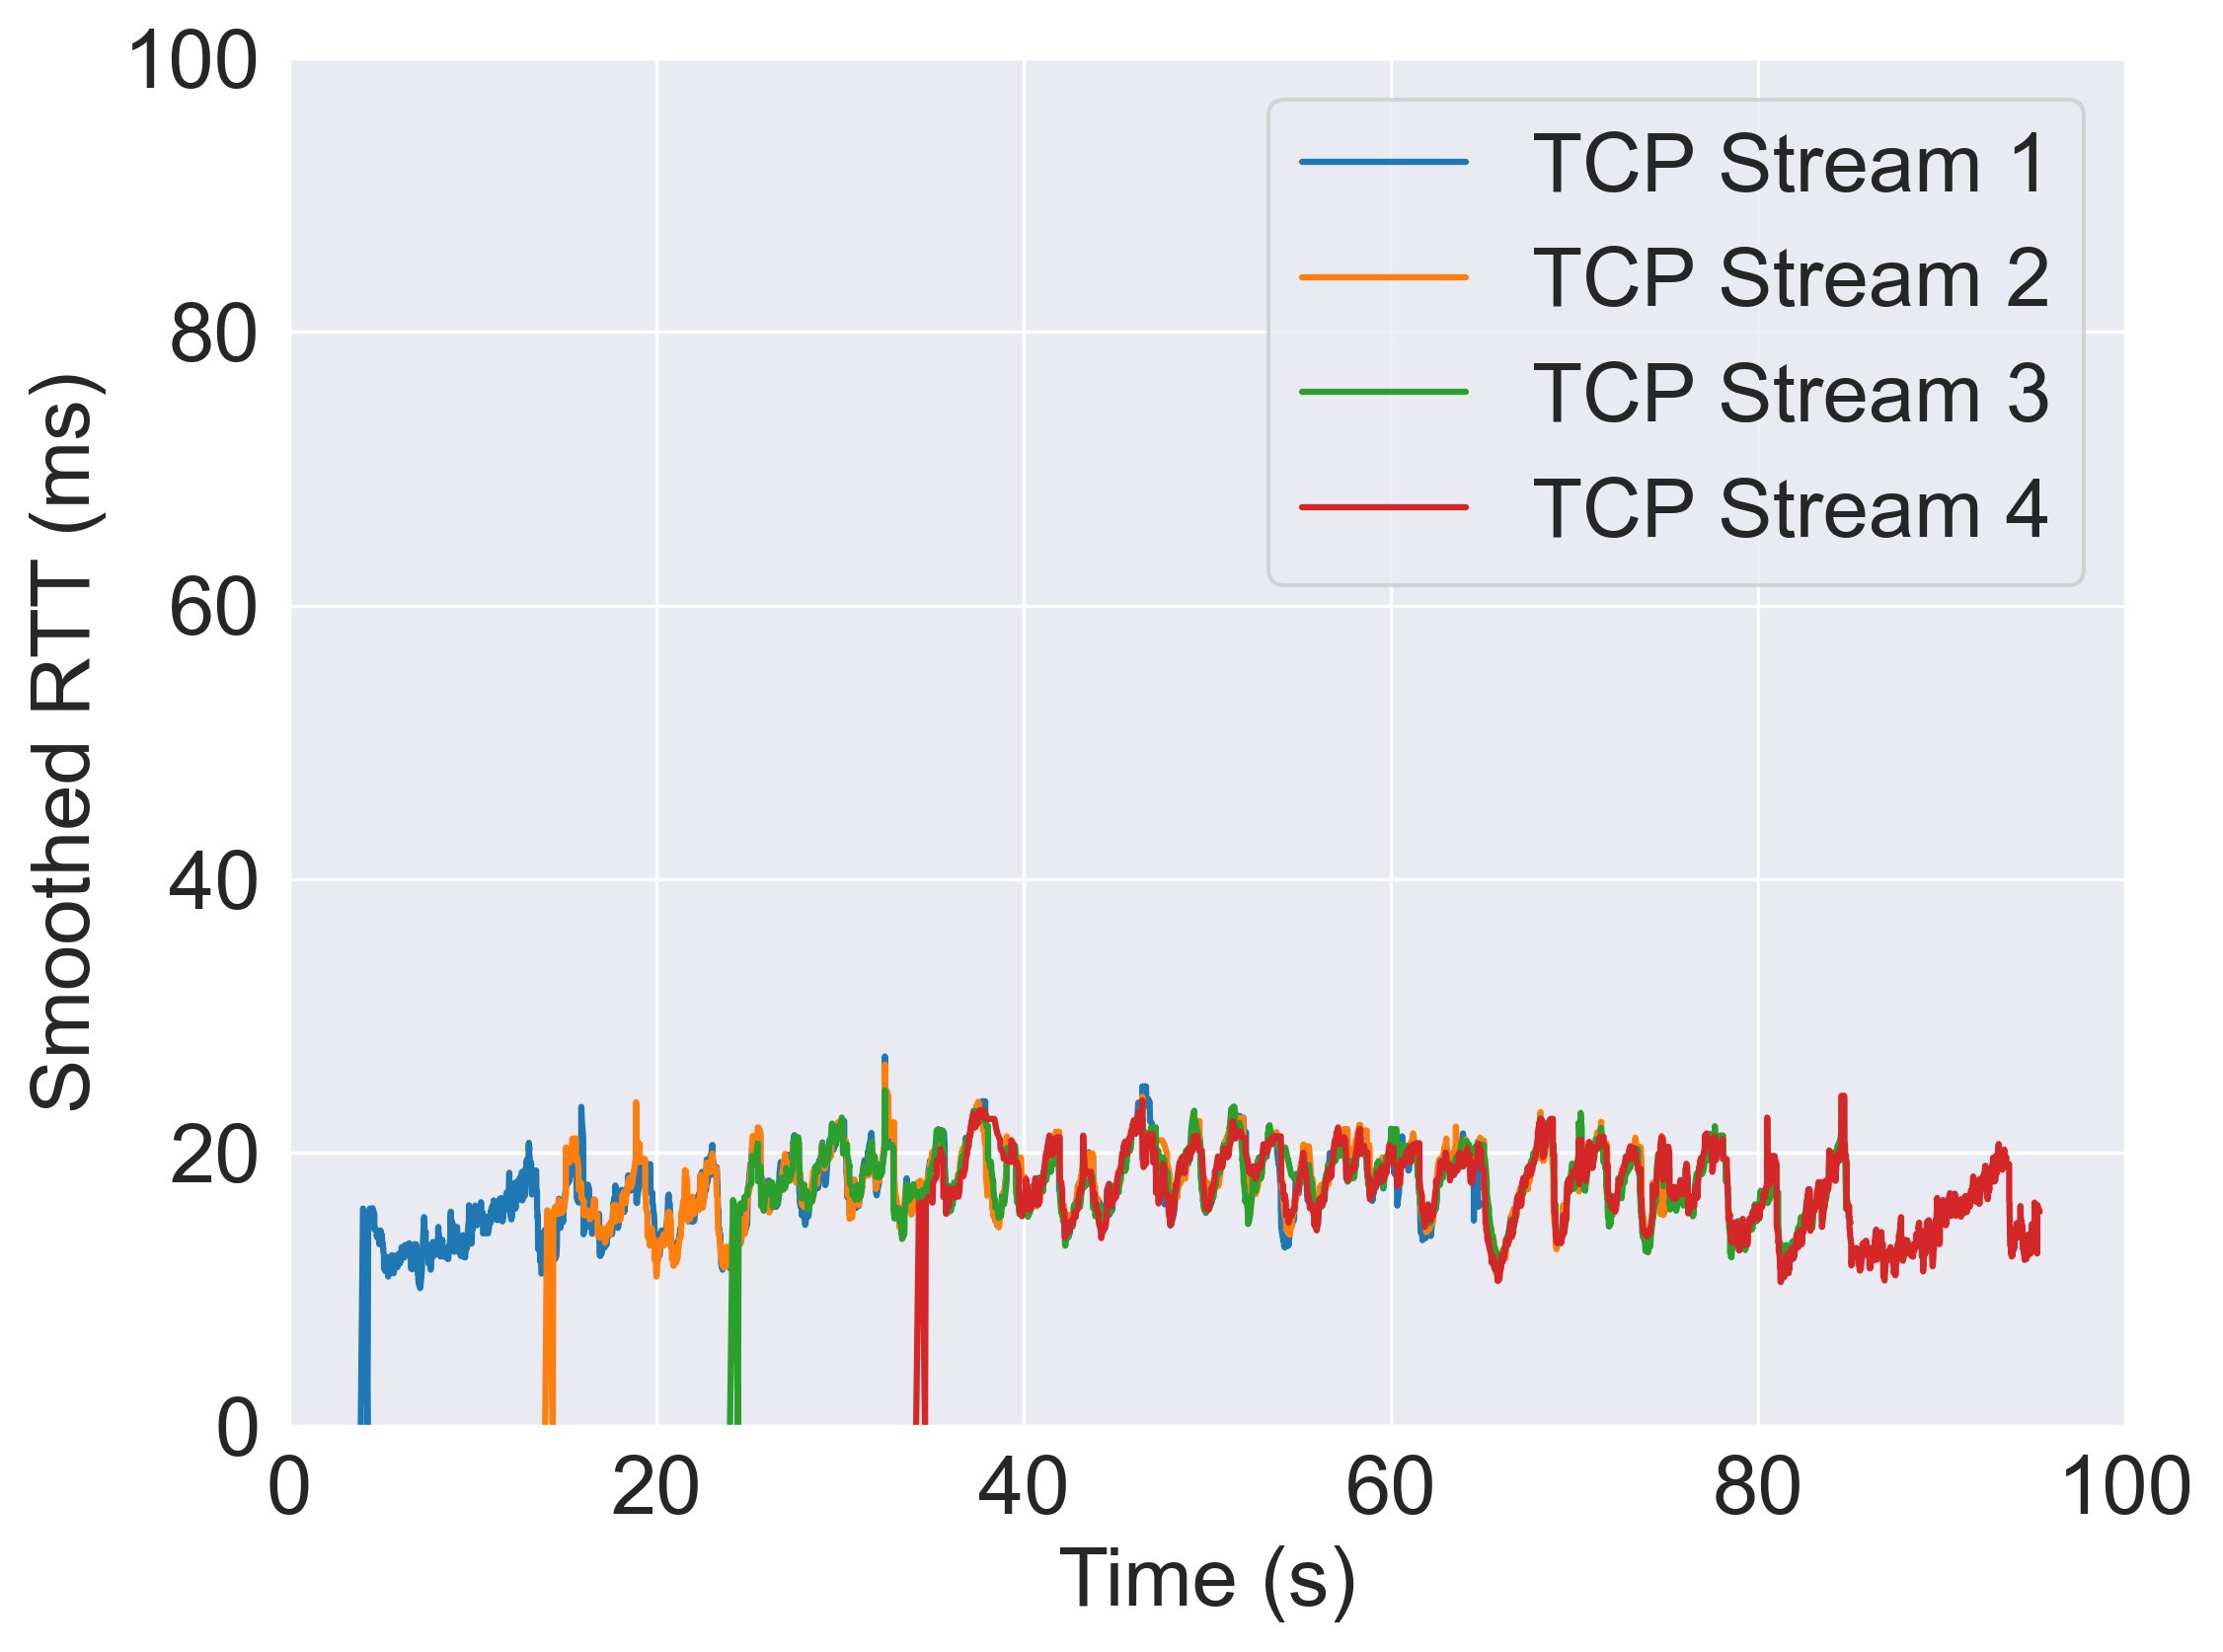 100
80
60
40
20
0
Smoothed RTT (ms)
TCP Stream 1
TCP Stream 2
TCP Stream 3
TCP Stream 4
0 20 40 60 80 100
Time (s)